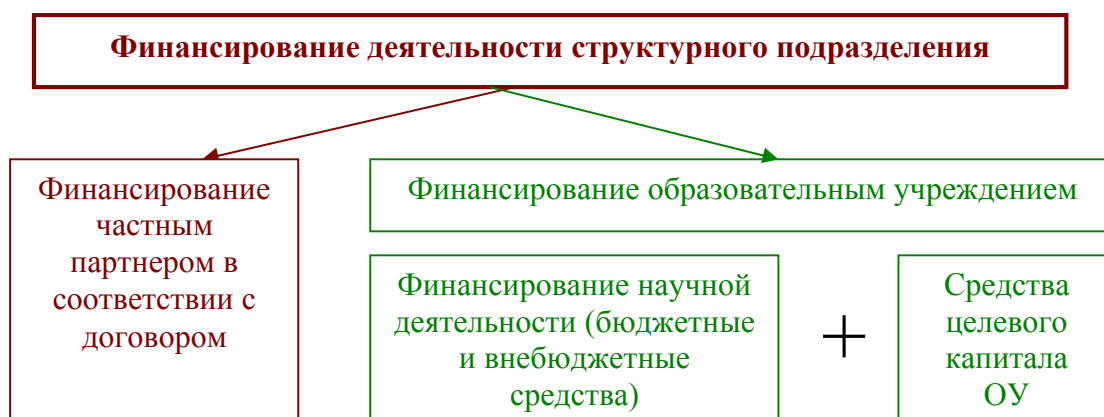 Финансирование деятельности структурного подразделения
Финансирование
частным
партнером в
соответствии с
договором
Финансирование образовательным учреждением
Финансирование научной
деятельности (бюджетные
и внебюджетные
средства)
+
Средства
целевого
капитала
ОУ